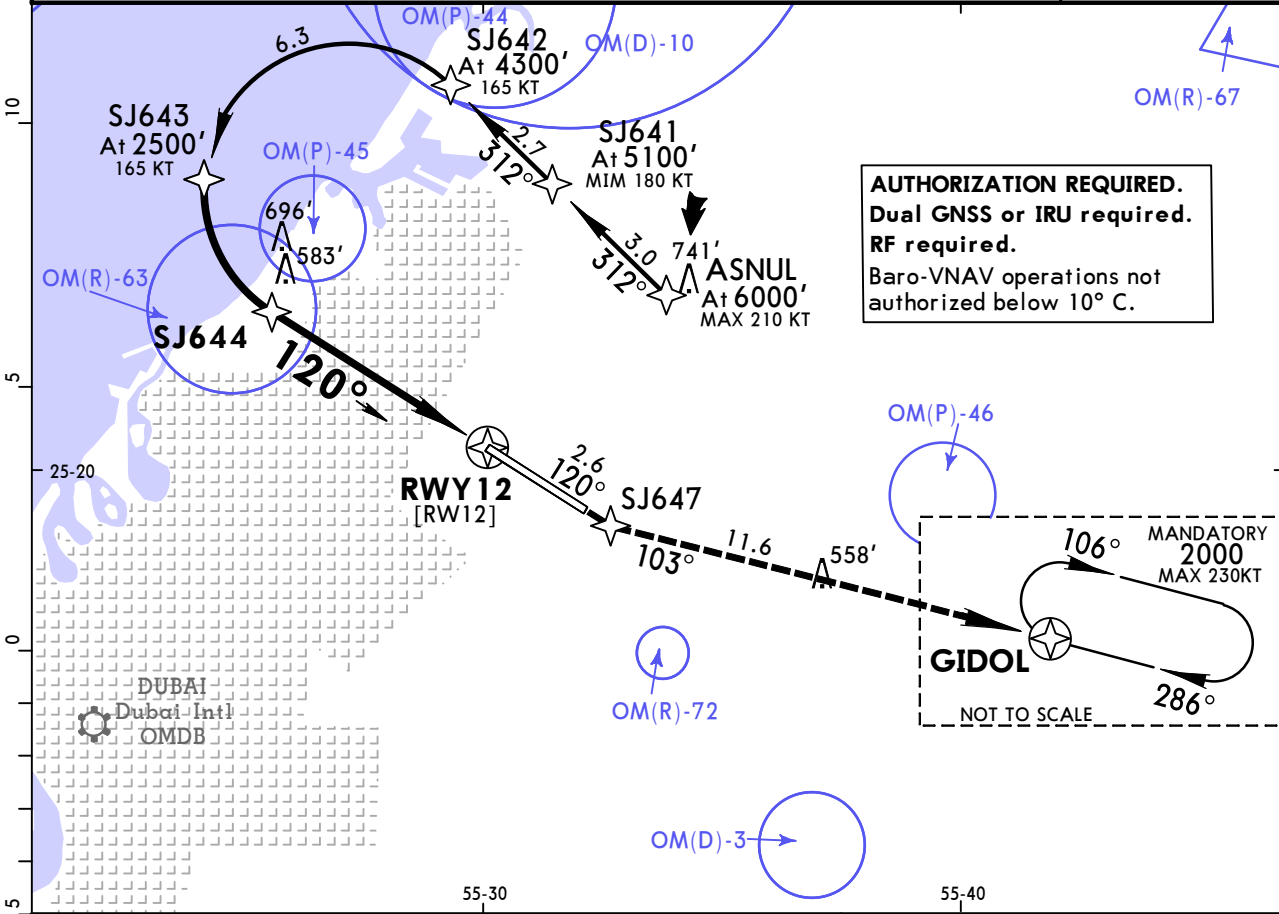 OM(P)-44
6.3
SJ642
At 4300'
165 KT
OM(D)-10
OM(R)-67
10
SJ643
At 2500'
165 KT
OM(P)-45
2.7
312°
SJ641
At 5100'
MIM 180 KT
AUTHORIZATION REQUIRED.
Dual GNSS or IRU required.
RF required.
Baro-VNAV operations not
authorized below 10° C.
696'
583'
OM(R)-63
3.0
312°
741'
ASNUL
At 6000'
MAX 210 KT
SJ644
120°
5
OM(P)-46
25-20
RWY12
[RW12]
2.6
120°
SJ647
103°
11.6
558'
106°
MANDATORY
2000
MAX 230KT
0
GIDOL
286°
NOT TO SCALE
DUBAI
Dubai Intl
OMDB
OM(R)-72
OM(D)-3
5
55-30
55-40